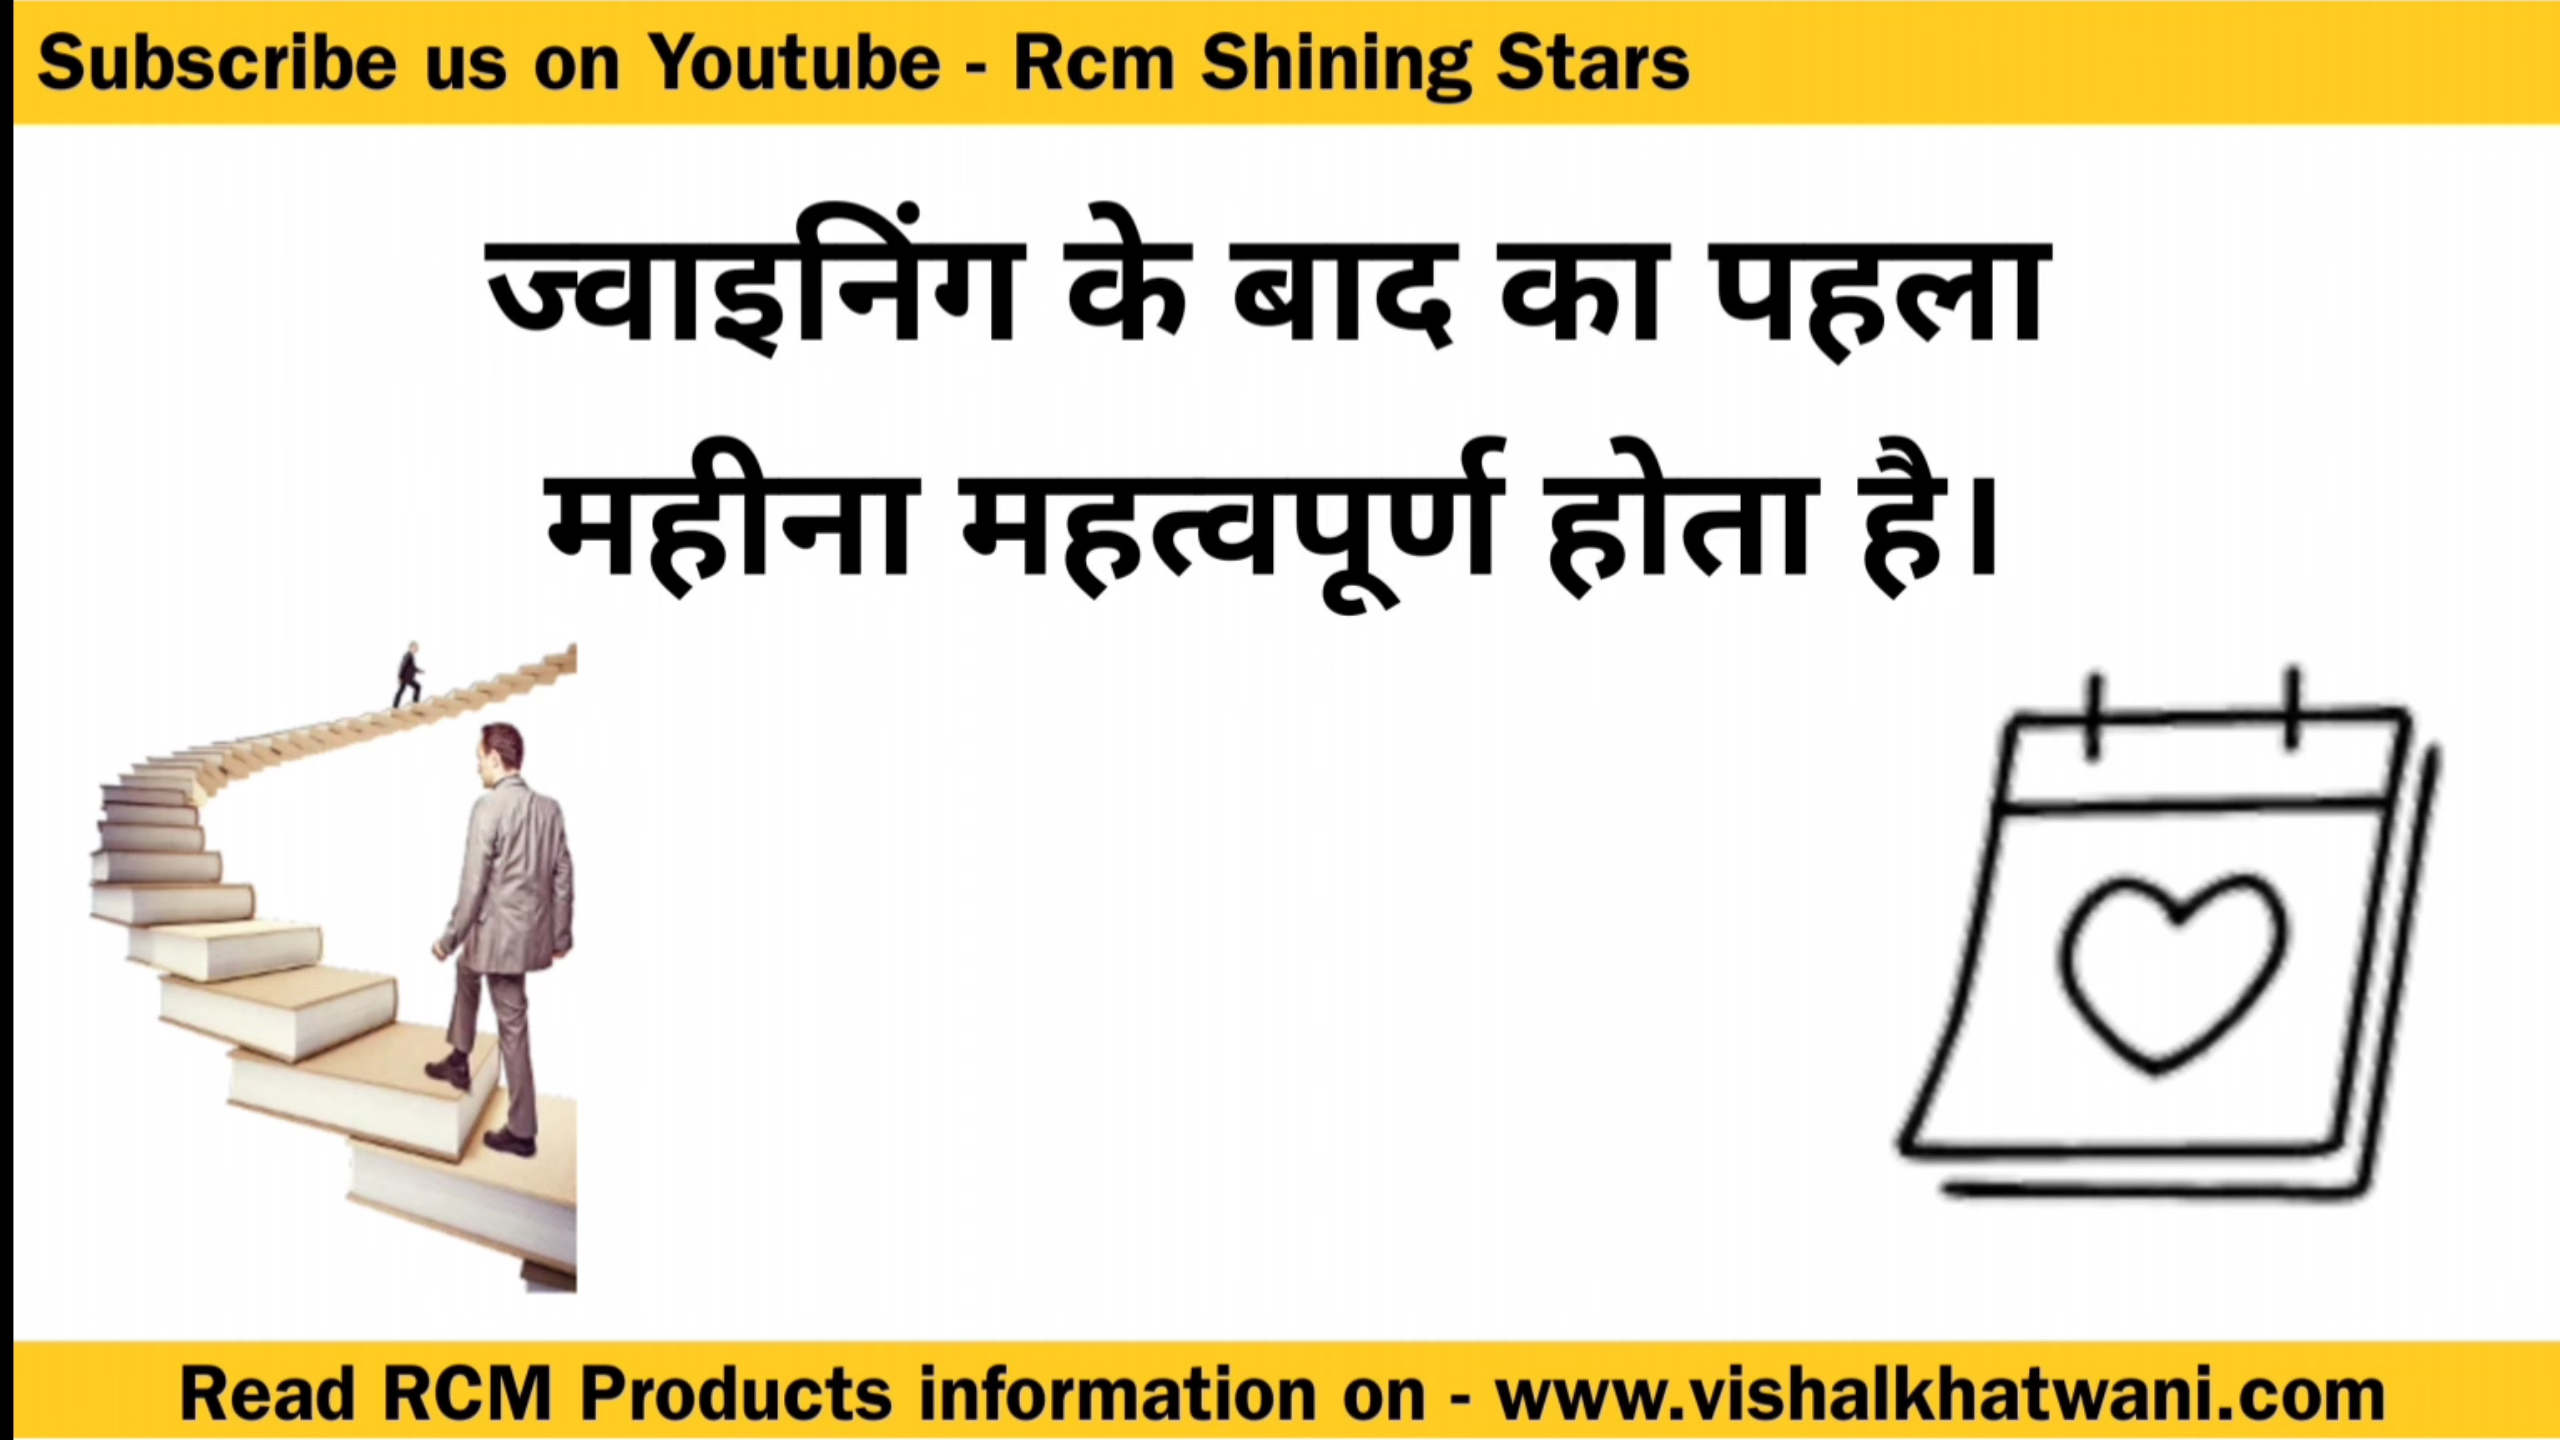 Subscribe us on Youtube - Rcm Shining Stars
ज्वाइनिंग के बाद का पहला
महीना महत्वपूर्ण होता है।
Read RCM Products information on - www.vishalkhatwani.com